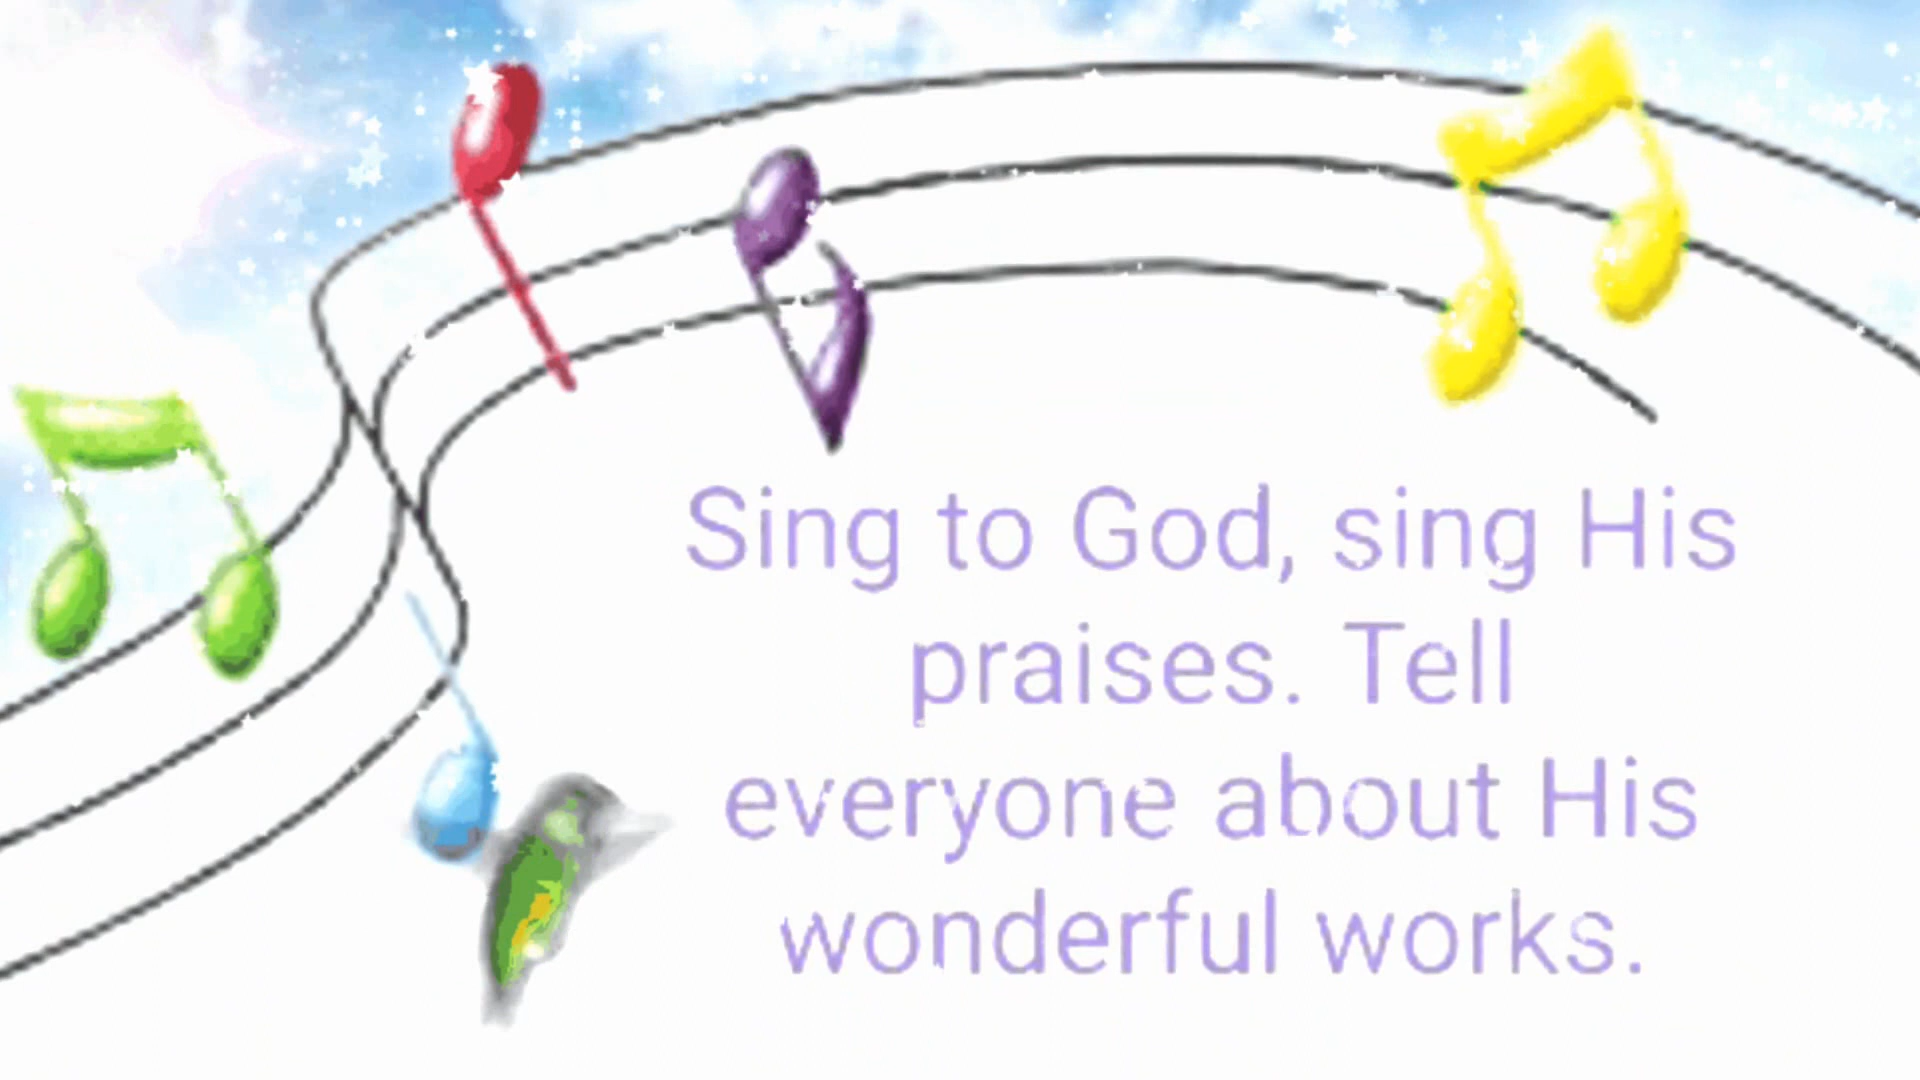 Sing to God, sing His
praises. Tell
everyone about His
wonderful works.